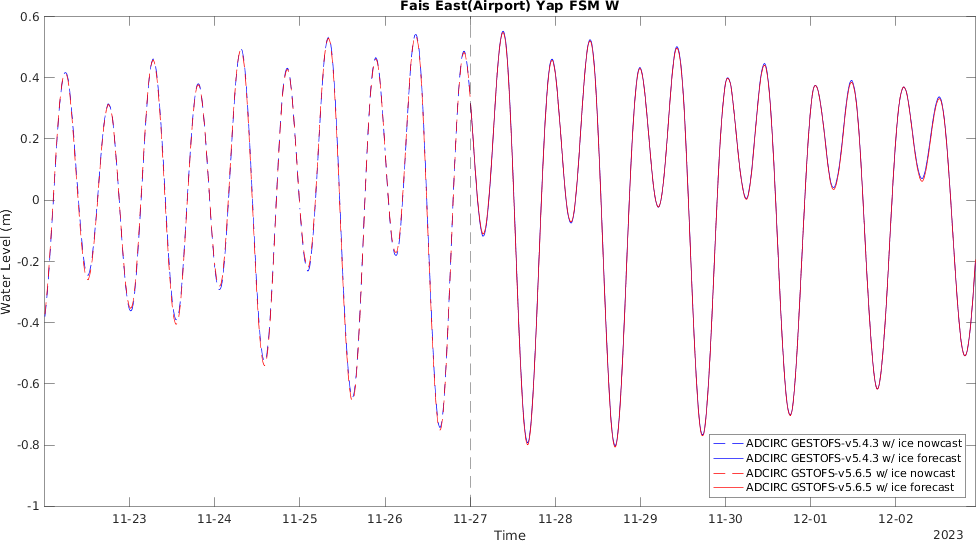 Fais East(Airport) Yap FSM W
0.6
0.4
0.2
0
-0.2
-0.4
-0.6
-0.8
-1
Water Level (m)
ADCIRC GESTOFS-v5.4.3 w/ ice nowcast
ADCIRC GESTOFS-v5.4.3 w/ ice forecast
ADCIRC GSTOFS-v5.6.5 w/ ice nowcast
ADCIRC GSTOFS-v5.6.5 w/ ice forecast
11-23 11-24 11-25 11-26 11-27 11-28 11-29 11-30 12-01 12-02
Time
2023